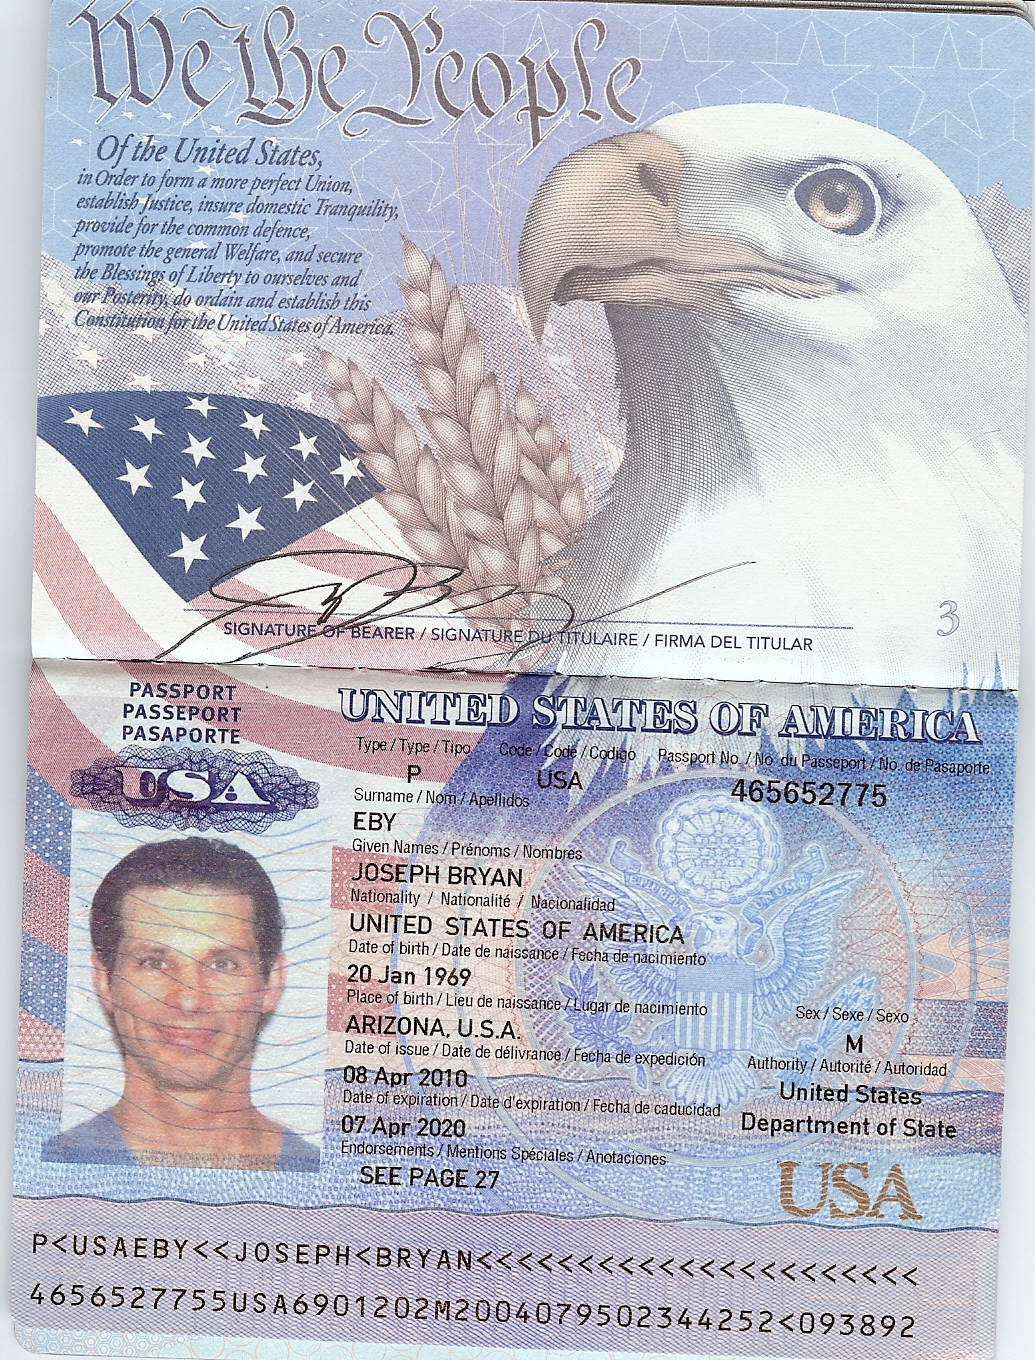 We the People
Of the United States,
in Order to form a more perfect Union,
establish Justice, insure domestic Tranquility,
provide for the common defence,
promote the general Welfare, and secure
the Blessings of Liberty to ourselves and
our Posterity, do ordain and establish this
Constitution for the United States of America.
SIGNATURE OF BEARER / SIGNATURE DU TITULAIRE / FIRMA DEL TITULAR
3
PASSPORT
PASSEPORT
PASAPORTE
USA
UNITED STATES OF AMERICA
Type / Type / Tipo Code / Code / Codigo Passport No. / No. du Passeport / No. de Pasaporte
P USA 465652775
Surname / Nom / Apellidos
EBY
Given Names / Prénoms / Nombres
JOSEPH BRYAN
Nationality / Nationalité / Nacionalidad
UNITED STATES OF AMERICA
Date of birth / Date de naissance / Fecha de nacimiento
20 Jan 1969
Place of birth / Lieu de naissance / Lugar de nacimiento Sex / Sexe / Sexo
ARIZONA, U.S.A. M
Date of issue / Date de délivrance / Fecha de expedición Authority / Autorité / Autoridad
08 Apr 2010 United States
Date of expiration / Date d'expiration / Fecha de caducidad Department of State
07 Apr 2020
Endorsements / Mentions Spéciales / Anotaciones
SEE PAGE 27
USA
P<USAEBY<<JOSEPH<BRYAN<<<<<<<<<<<<<<<<<<<<<<
4656527755USA6901202M2004079502344252<093892